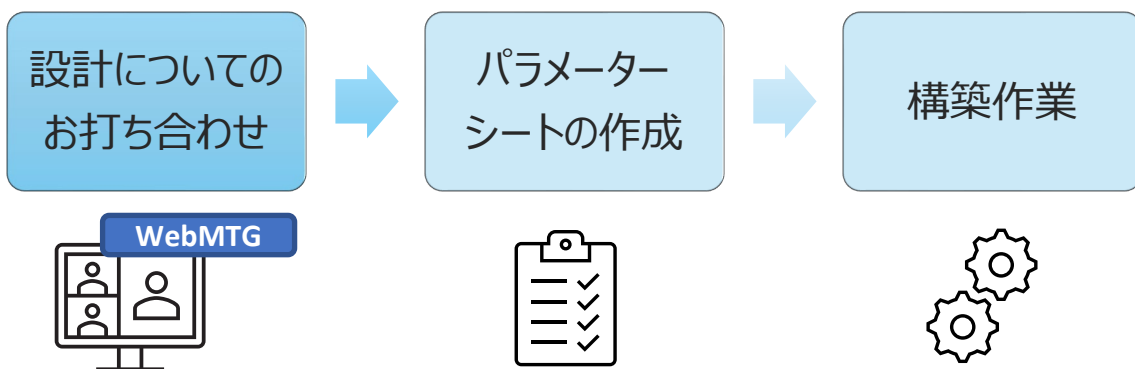 設計についての
お打ち合わせ
パラメーター
シートの作成
構築作業
WebMTG